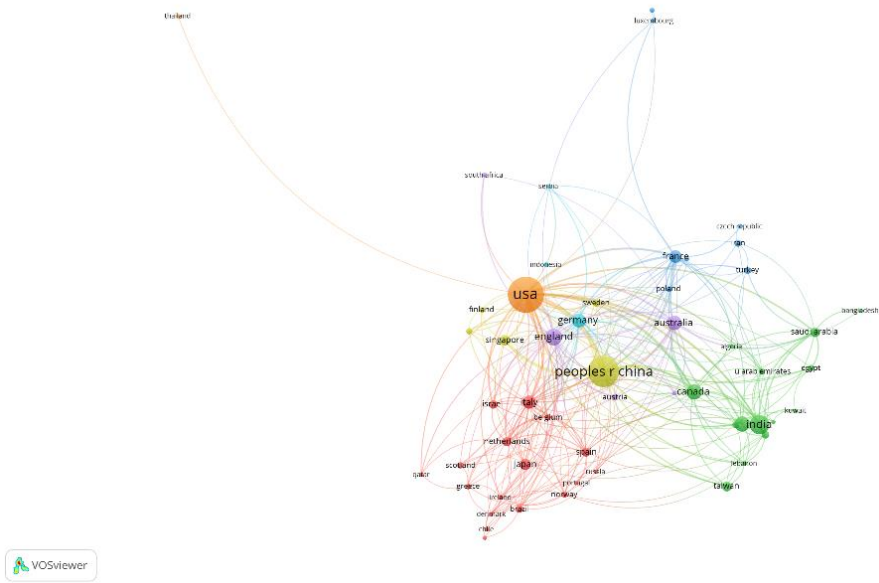 thailand
luxembourg
south africa
serbia
czech republic
iran
france
indonesia
turkey
poland
usa
sweden
bangladesh
finland
germany
australia
saudi arabia
england
singapore
algeria
peoples r china
u arab emirates
egypt
canada
austria
israel
italy
kuwait
belgium
india
netherlands
spain
japan
scotland
lebanon
russia
qatar
portugal
greece
taiwan
norway
ireland
brazil
denmark
chile
VOSviewer